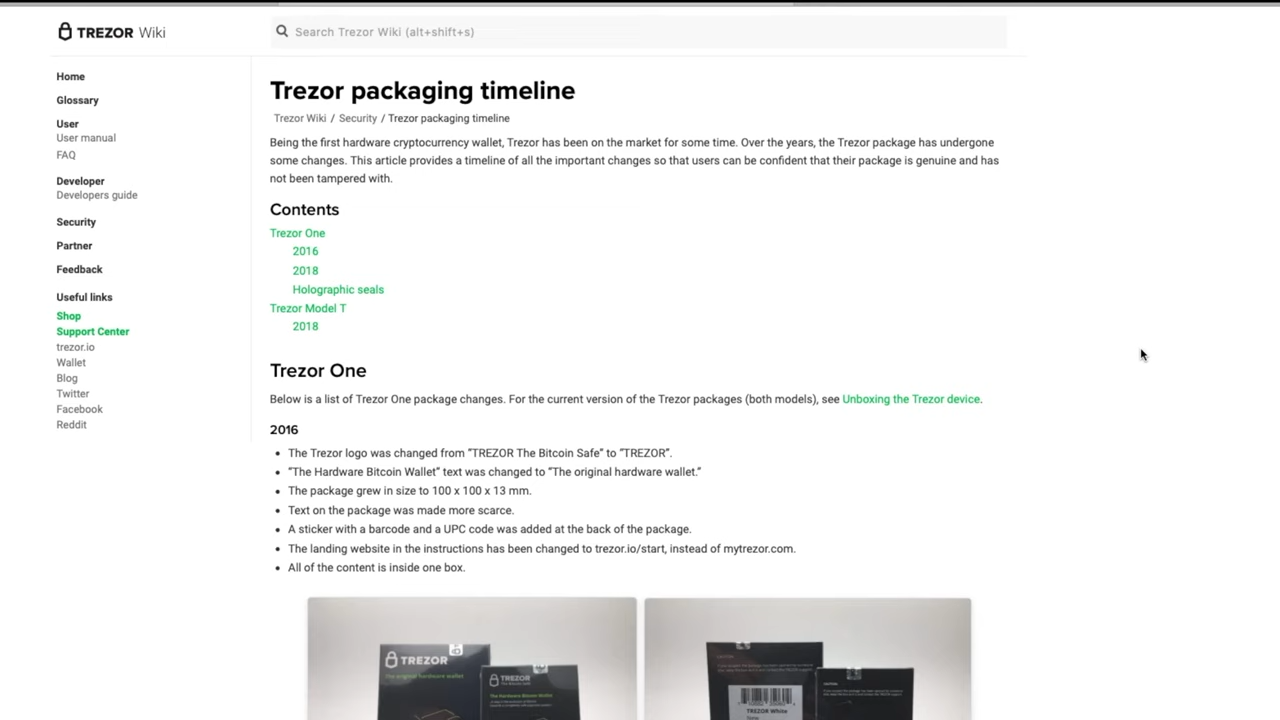 TREZOR Wiki
Search Trezor Wiki (alt+shift+s)
Home
Glossary
User
User manual
FAQ
Developer
Developers guide
Security
Partner
Feedback
Useful links
Shop
Support Center
trezor.io
Wallet
Blog
Twitter
Facebook
Reddit
Trezor packaging timeline
Trezor Wiki / Security / Trezor packaging timeline
Being the first hardware cryptocurrency wallet, Trezor has been on the market for some time. Over the years, the Trezor package has undergone
some changes. This article provides a timeline of all the important changes so that users can be confident that their package is genuine and has
not been tampered with.
Contents
Trezor One
2016
2018
Holographic seals
Trezor Model T
2018
Trezor One
Below is a list of Trezor One package changes. For the current version of the Trezor packages (both models), see Unboxing the Trezor device.
2016
• The Trezor logo was changed from “TREZOR The Bitcoin Safe” to “TREZOR”.
• “The Hardware Bitcoin Wallet” text was changed to “The original hardware wallet.”
• The package grew in size to 100 x 100 x 13 mm.
• Text on the package was made more scarce.
• A sticker with a barcode and a UPC code was added at the back of the package.
• The landing website in the instructions has been changed to trezor.io/start, instead of mytrezor.com.
• All of the content is inside one box.
TREZOR
The original hardware wallet
TREZOR
The Bitcoin Safe
The Hardware Bitcoin Wallet
TREZOR White